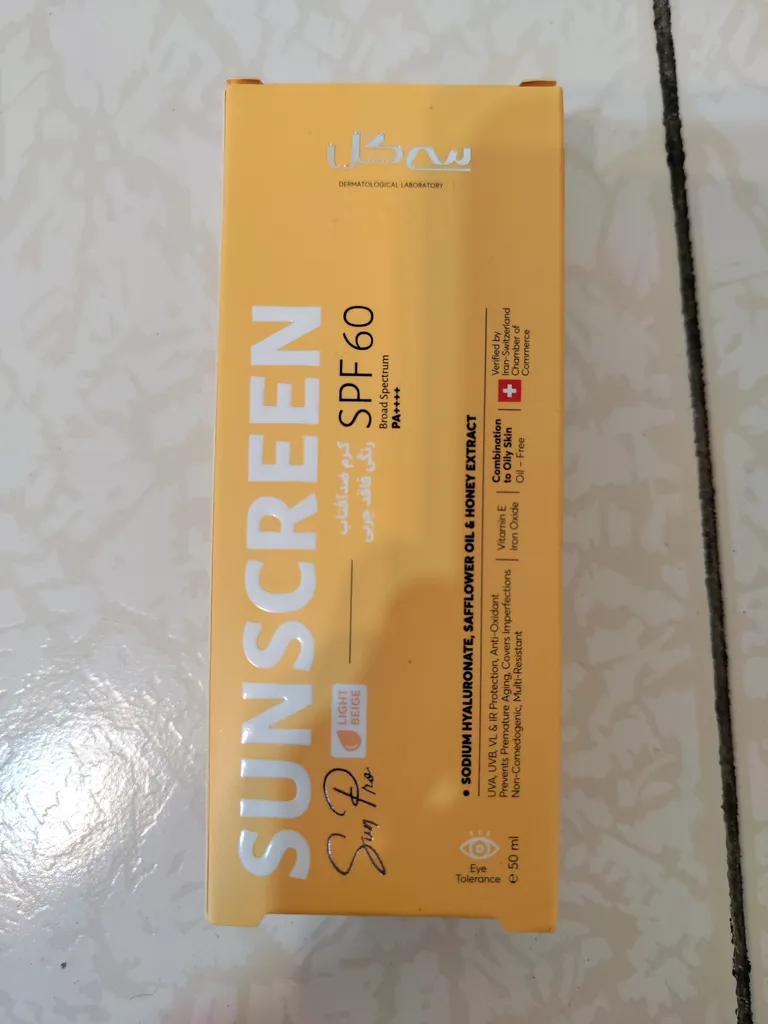 سی‌گل
DERMATOLOGICAL LABORATORY
SUNSCREEN
Sun Pro
LIGHT
BEIGE
کرم ضدآفتاب
رنگی فاقد چربی
SPF 60
Broad Spectrum
PA++++
• SODIUM HYALURONATE, SAFFLOWER OIL & HONEY EXTRACT
UVA, UVB, VL & IR Protection, Anti-Oxidant
Prevents Premature Aging, Covers Imperfections
Non-Comedogenic, Multi-Resistant
Vitamin E
Iron Oxide
Combination
to Oily Skin
Oil - Free
Verified by
Iran-Switzerland
Chamber of
Commerce
Eye
Tolerance
℮ 50 ml